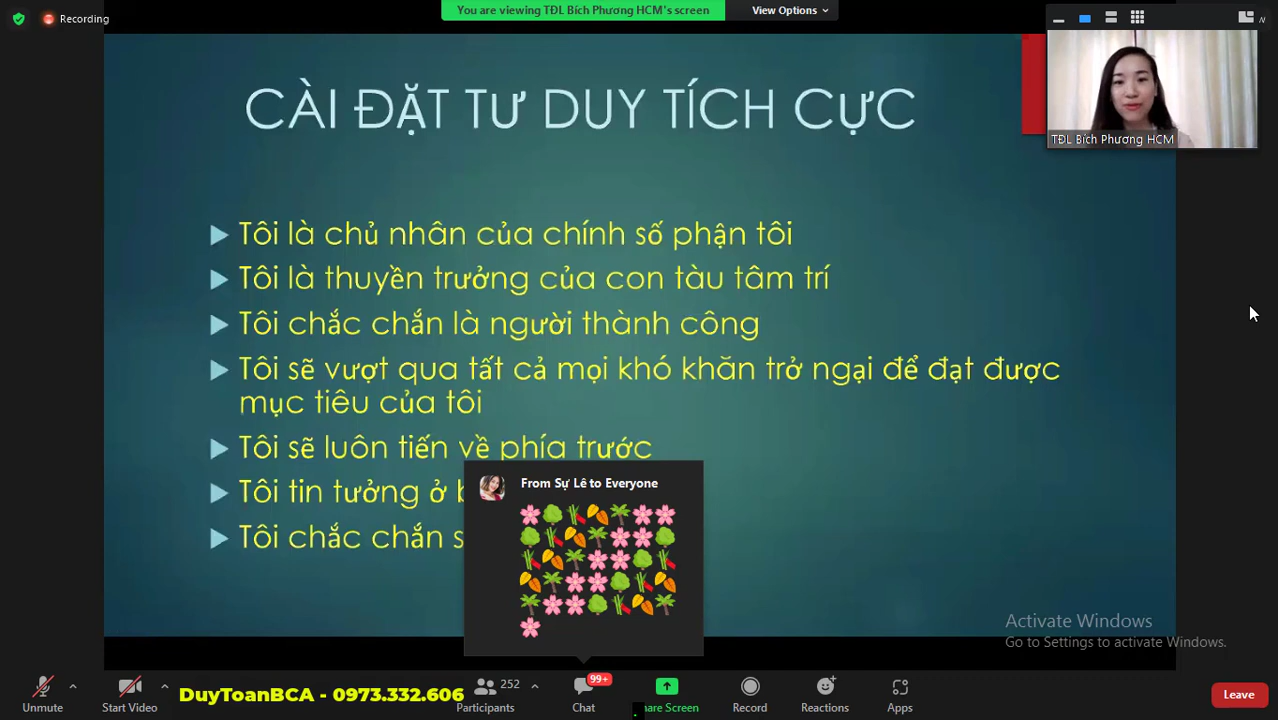 Recording
You are viewing TĐL Bích Phương HCM's screen
View Options
CÀI ĐẶT TƯ DUY TÍCH CỰC
TĐL Bích Phương HCM
Tôi là chủ nhân của chính số phận tôi
Tôi là thuyền trưởng của con tàu tâm trí
Tôi chắc chắn là người thành công
Tôi sẽ vượt qua tất cả mọi khó khăn trở ngại để đạt được
mục tiêu của tôi
Tôi sẽ luôn tiến về phía trước
Tôi tin tưởng ở
Tôi chắc chắn
From Sự Lê to Everyone
Activate Windows
Go to Settings to activate Windows.
Unmute
Start Video
DuyToanBCA - 0973.332.606
252
Participants
99+
Chat
Share Screen
Record
Reactions
Apps
Leave